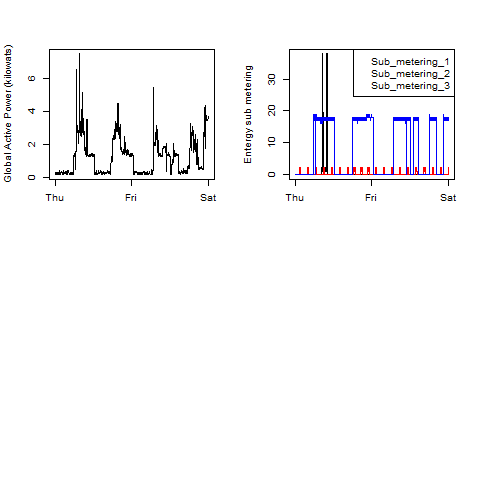 Global Active Power (kilowats)
0
2
4
6
Thu
Fri
Sat
Entergy sub metering
0
10
20
30
Sub_metering_1
Sub_metering_2
Sub_metering_3
Thu
Fri
Sat